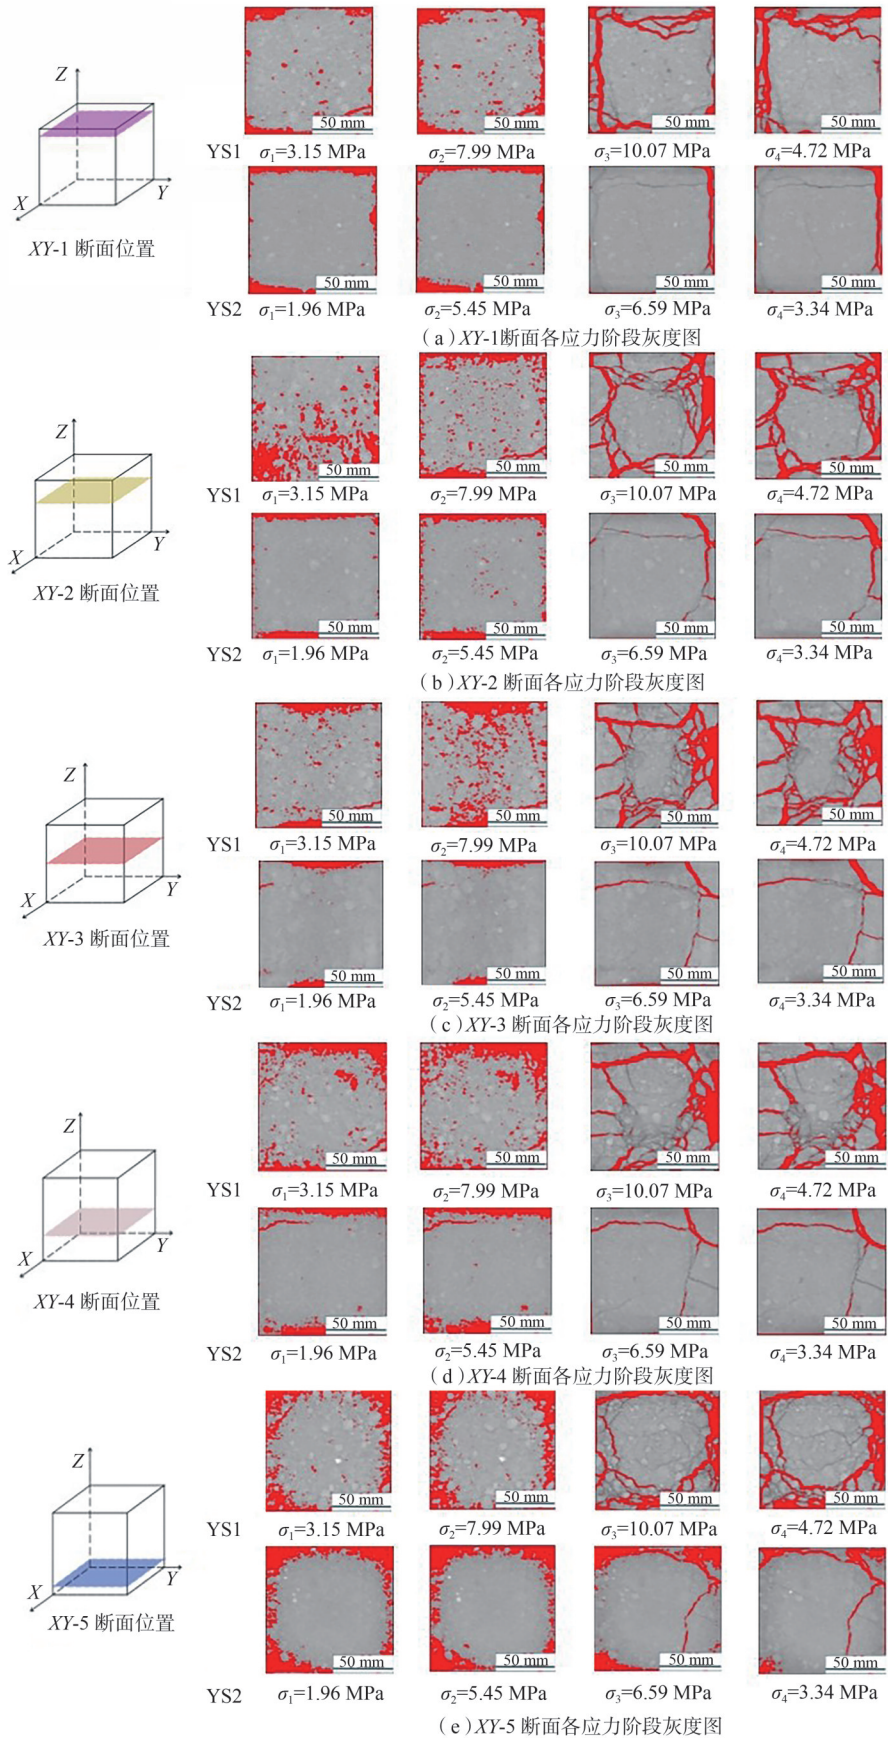 Z
X
Y
XY-1 断面位置
50 mm 50 mm 50 mm 50 mm
YS1 σ1=3.15 MPa σ2=7.99 MPa σ3=10.07 MPa σ4=4.72 MPa
50 mm 50 mm 50 mm 50 mm
YS2 σ1=1.96 MPa σ2=5.45 MPa σ3=6.59 MPa σ4=3.34 MPa
（a）XY-1断面各应力阶段灰度图
Z
X
Y
XY-2 断面位置
50 mm 50 mm 50 mm 50 mm
YS1 σ1=3.15 MPa σ2=7.99 MPa σ3=10.07 MPa σ4=4.72 MPa
50 mm 50 mm 50 mm 50 mm
YS2 σ1=1.96 MPa σ2=5.45 MPa σ3=6.59 MPa σ4=3.34 MPa
（b）XY-2 断面各应力阶段灰度图
Z
X
Y
XY-3 断面位置
50 mm 50 mm 50 mm 50 mm
YS1 σ1=3.15 MPa σ2=7.99 MPa σ3=10.07 MPa σ4=4.72 MPa
50 mm 50 mm 50 mm 50 mm
YS2 σ1=1.96 MPa σ2=5.45 MPa σ3=6.59 MPa σ4=3.34 MPa
（c）XY-3 断面各应力阶段灰度图
Z
X
Y
XY-4 断面位置
50 mm 50 mm 50 mm 50 mm
YS1 σ1=3.15 MPa σ2=7.99 MPa σ3=10.07 MPa σ4=4.72 MPa
50 mm 50 mm 50 mm 50 mm
YS2 σ1=1.96 MPa σ2=5.45 MPa σ3=6.59 MPa σ4=3.34 MPa
（d）XY-4 断面各应力阶段灰度图
Z
X
Y
XY-5 断面位置
50 mm 50 mm 50 mm 50 mm
YS1 σ1=3.15 MPa σ2=7.99 MPa σ3=10.07 MPa σ4=4.72 MPa
50 mm 50 mm 50 mm 50 mm
YS2 σ1=1.96 MPa σ2=5.45 MPa σ3=6.59 MPa σ4=3.34 MPa
（e）XY-5 断面各应力阶段灰度图